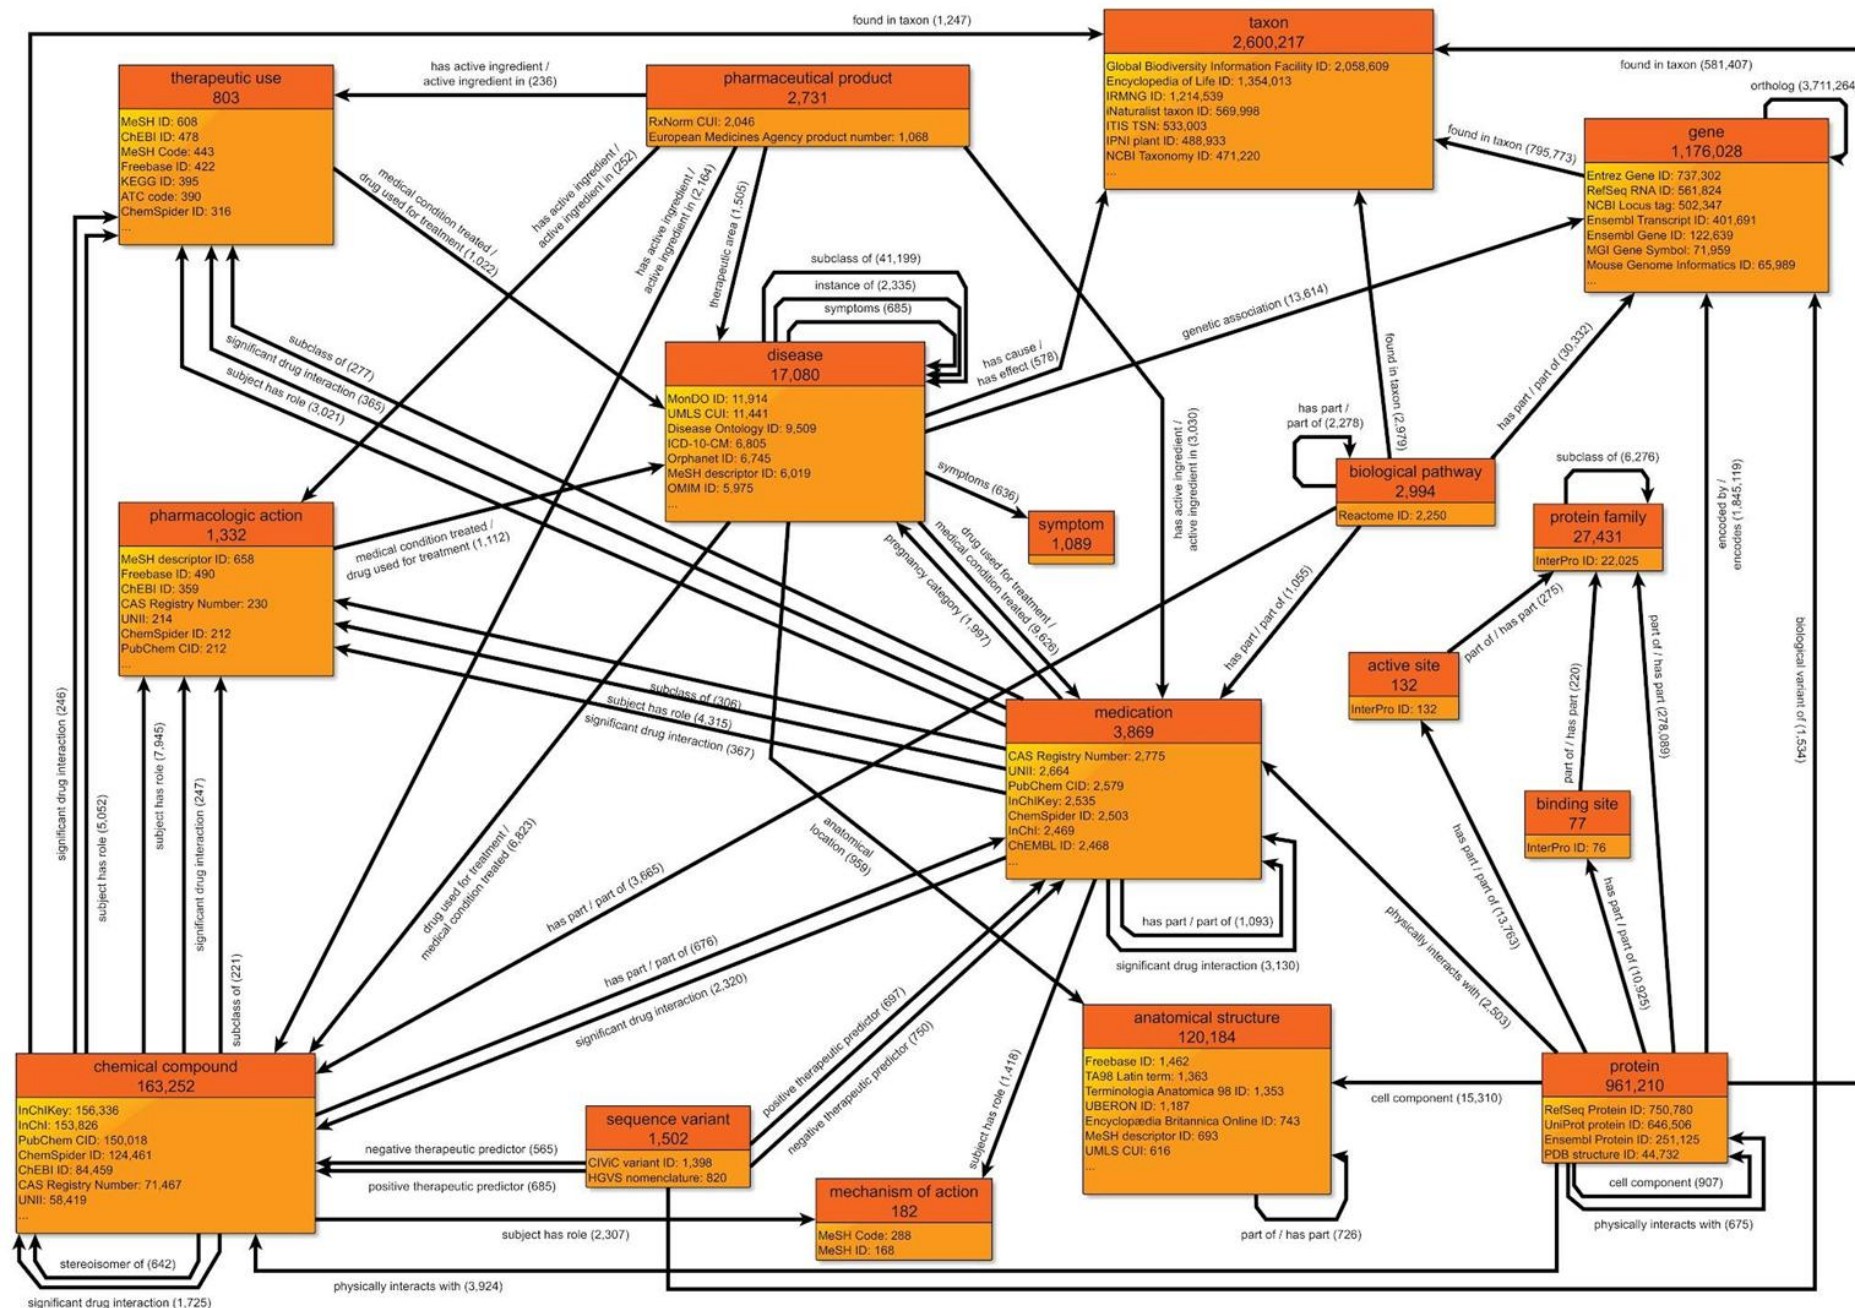 found in taxon (1,247)
taxon
2,600,217
Global Biodiversity Information Facility ID: 2,058,609
Encyclopedia of Life ID: 1,354,013
IRMNG ID: 1,214,539
iNaturalist taxon ID: 569,998
ITIS TSN: 533,003
IPNI plant ID: 488,933
NCBI Taxonomy ID: 471,220
...
found in taxon (581,407)
ortholog (3,711,264
therapeutic use
803
MeSH ID: 608
ChEBI ID: 478
MeSH Code: 443
Freebase ID: 422
KEGG ID: 395
ATC code: 390
ChemSpider ID: 316
...
has active ingredient /
active ingredient in (236)
pharmaceutical product
2,731
RxNorm CUI: 2,046
European Medicines Agency product number: 1,068
gene
1,176,028
Entrez Gene ID: 737,302
RefSeq RNA ID: 561,824
NCBI Locus tag: 502,347
Ensembl Transcript ID: 401,691
Ensembl Gene ID: 122,639
MGI Gene Symbol: 71,959
Mouse Genome Informatics ID: 65,989
...
found in taxon (795,773)
medical condition treated /
drug used for treatment (1,022)
has active ingredient /
active ingredient in (252)
has active ingredient /
active ingredient in (2,164)
therapeutic area (1,505)
subclass of (41,199)
instance of (2,335)
symptoms (685)
disease
17,080
MonDO ID: 11,914
UMLS CUI: 11,441
Disease Ontology ID: 9,509
ICD-10-CM: 6,805
Orphanet ID: 6,745
MeSH descriptor ID: 6,019
OMIM ID: 5,975
...
has cause /
has effect (578)
genetic association (13,614)
found in taxon (2,979)
has part / part of (30,332)
subclass of (277)
significant drug interaction (365)
subject has role (3,021)
has part /
part of (2,278)
biological pathway
2,994
Reactome ID: 2,250
subclass of (6,276)
protein family
27,431
InterPro ID: 22,025
encoded by /
encodes (1,845,119)
symptoms (636)
symptom
1,089
has active ingredient /
active ingredient in (3,030)
pharmacologic action
1,332
MeSH descriptor ID: 658
Freebase ID: 490
ChEBI ID: 359
CAS Registry Number: 230
UNII: 214
ChemSpider ID: 212
PubChem CID: 212
...
medical condition treated /
drug used for treatment (1,112)
pregnancy category (1,997)
drug used for treatment /
medical condition treated (9,626)
has part / part of (1,055)
part of / has part (275)
active site
132
InterPro ID: 132
part of / has part (220)
part of / has part (278,089)
biological variant of (1,534)
subclass of (306)
subject has role (4,315)
significant drug interaction (367)
medication
3,869
CAS Registry Number: 2,775
UNII: 2,664
PubChem CID: 2,579
InChIKey: 2,535
ChemSpider ID: 2,503
InChI: 2,469
ChEMBL ID: 2,468
...
binding site
77
InterPro ID: 76
significant drug interaction (246)
subject has role (5,052)
subject has role (7,945)
significant drug interaction (247)
subclass of (221)
drug used for treatment /
medical condition treated (6,823)
anatomical
location (959)
has part / part of (3,665)
has part / part of (676)
significant drug interaction (2,320)
has part / part of (1,093)
significant drug interaction (3,130)
physically interacts with (2,503)
has part / part of (13,763)
has part / part of (10,925)
positive therapeutic predictor (697)
negative therapeutic predictor (750)
subject has role (1,418)
anatomical structure
120,184
Freebase ID: 1,462
TA98 Latin term: 1,363
Terminologia Anatomica 98 ID: 1,353
UBERON ID: 1,187
Encyclopædia Britannica Online ID: 743
MeSH descriptor ID: 693
UMLS CUI: 616
...
part of / has part (726)
cell component (15,310)
protein
961,210
RefSeq Protein ID: 750,780
UniProt protein ID: 646,506
Ensembl Protein ID: 251,125
PDB structure ID: 44,732
cell component (907)
physically interacts with (675)
chemical compound
163,252
InChIKey: 156,336
InChI: 153,826
PubChem CID: 150,018
ChemSpider ID: 124,461
ChEBI ID: 84,459
CAS Registry Number: 71,467
UNII: 58,419
...
negative therapeutic predictor (565)
positive therapeutic predictor (685)
sequence variant
1,502
CIViC variant ID: 1,398
HGVS nomenclature: 820
mechanism of action
182
MeSH Code: 288
MeSH ID: 168
subject has role (2,307)
stereoisomer of (642)
significant drug interaction (1,725)
physically interacts with (3,924)